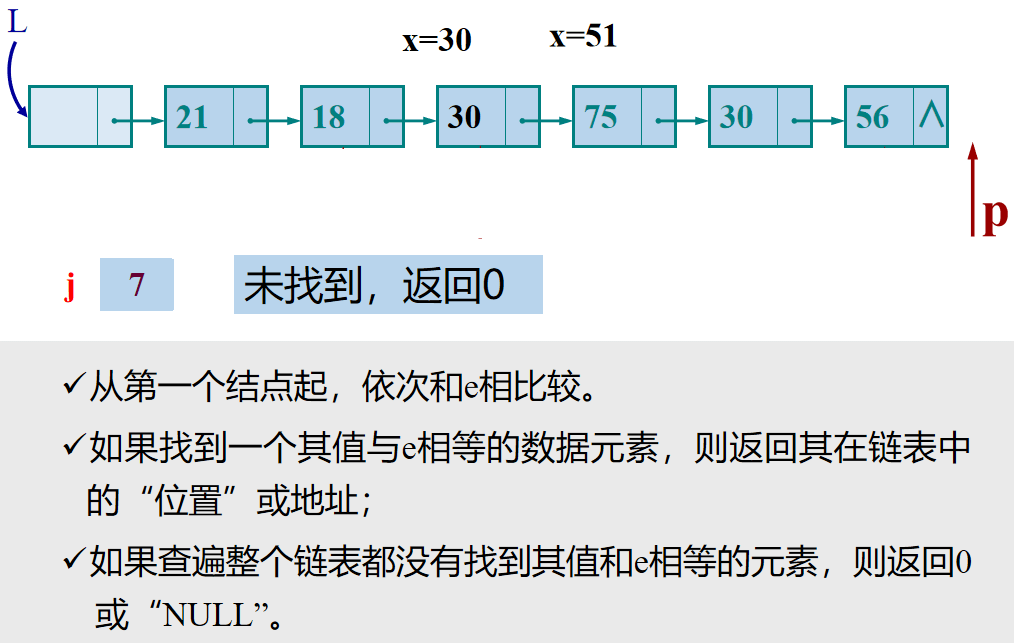 L
x=30 x=51
21 18 30 75 30 56 ∧
p
j 7 未找到，返回0
✓从第一个结点起，依次和e相比较。
✓如果找到一个其值与e相等的数据元素，则返回其在链表中
的“位置”或地址；
✓如果查遍整个链表都没有找到其值和e相等的元素，则返回0
或“NULL”。